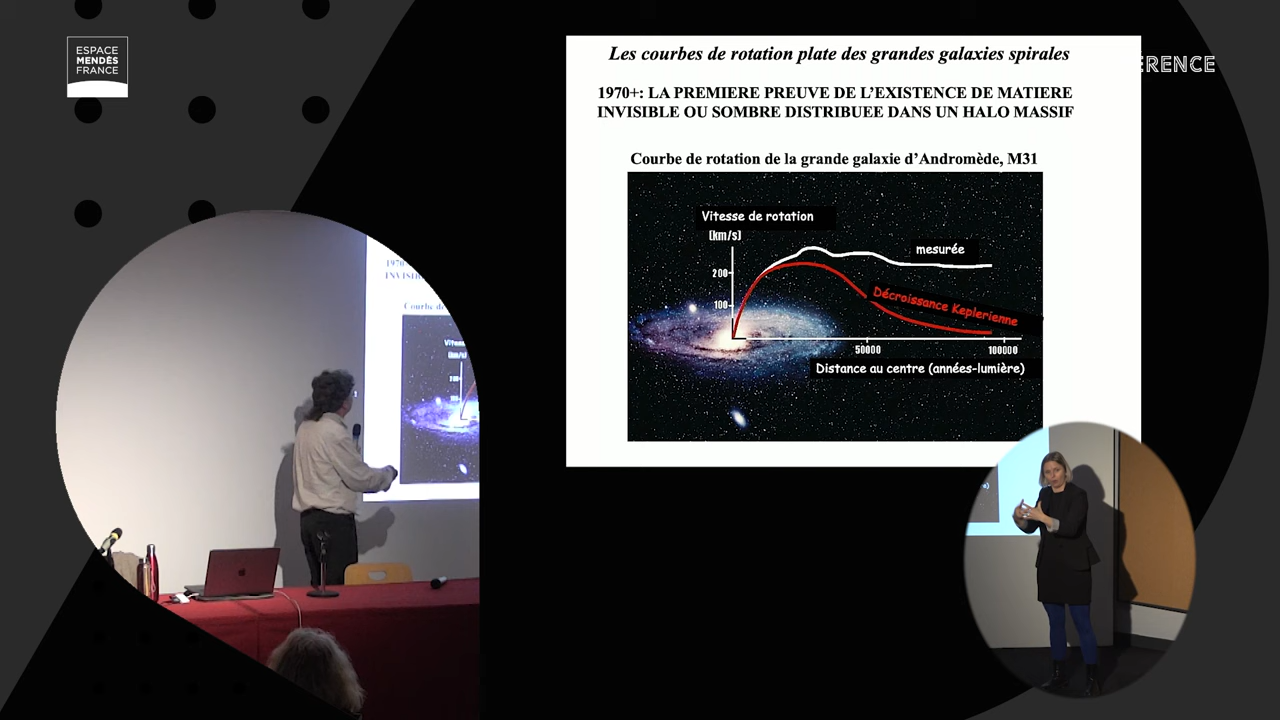 ESPACE
MENDÈS
FRANCE
Les courbes de rotation plate des grandes galaxies spirales
1970+: LA PREMIERE PREUVE DE L’EXISTENCE DE MATIERE
INVISIBLE OU SOMBRE DISTRIBUEE DANS UN HALO MASSIF
Courbe de rotation de la grande galaxie d’Andromède, M31
Vitesse de rotation
(km/s)
200
100
mesurée
Décroissance Keplerienne
50000
100000
Distance au centre (années-lumière)